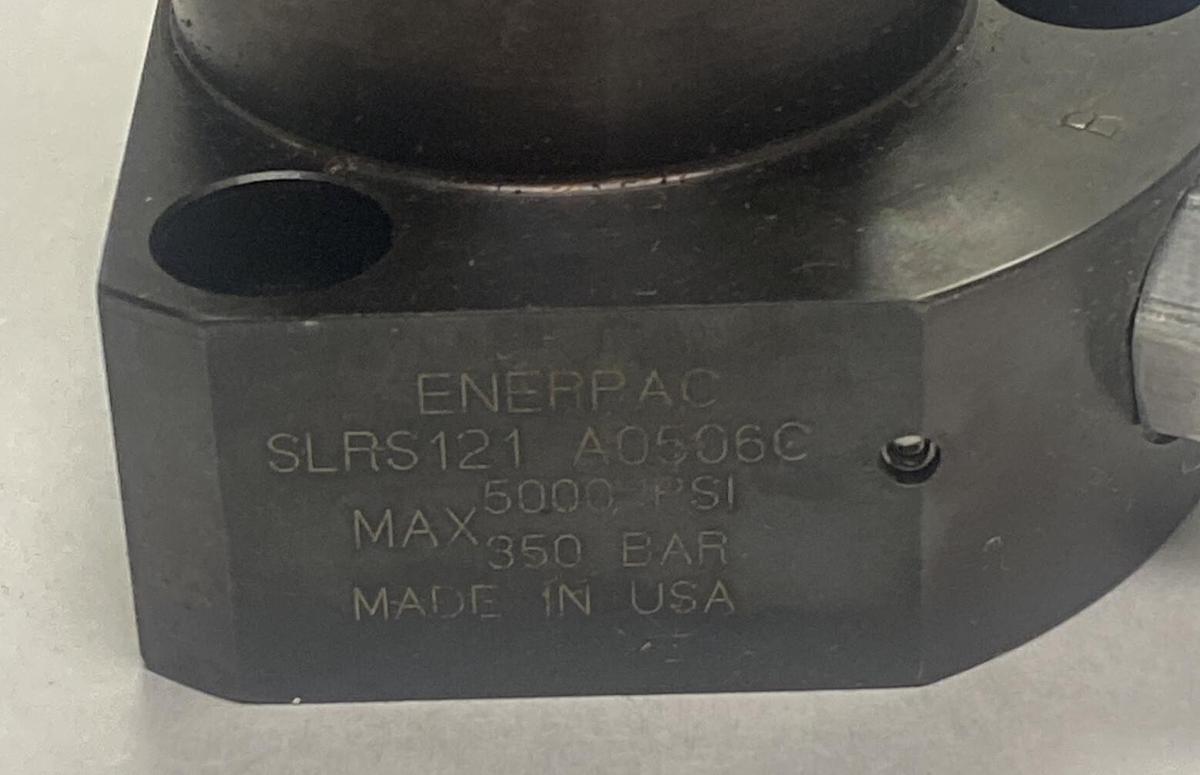 ENERPAC
SLRS121 A0506C
MAX 5000 PSI
350 BAR
MADE IN USA
B